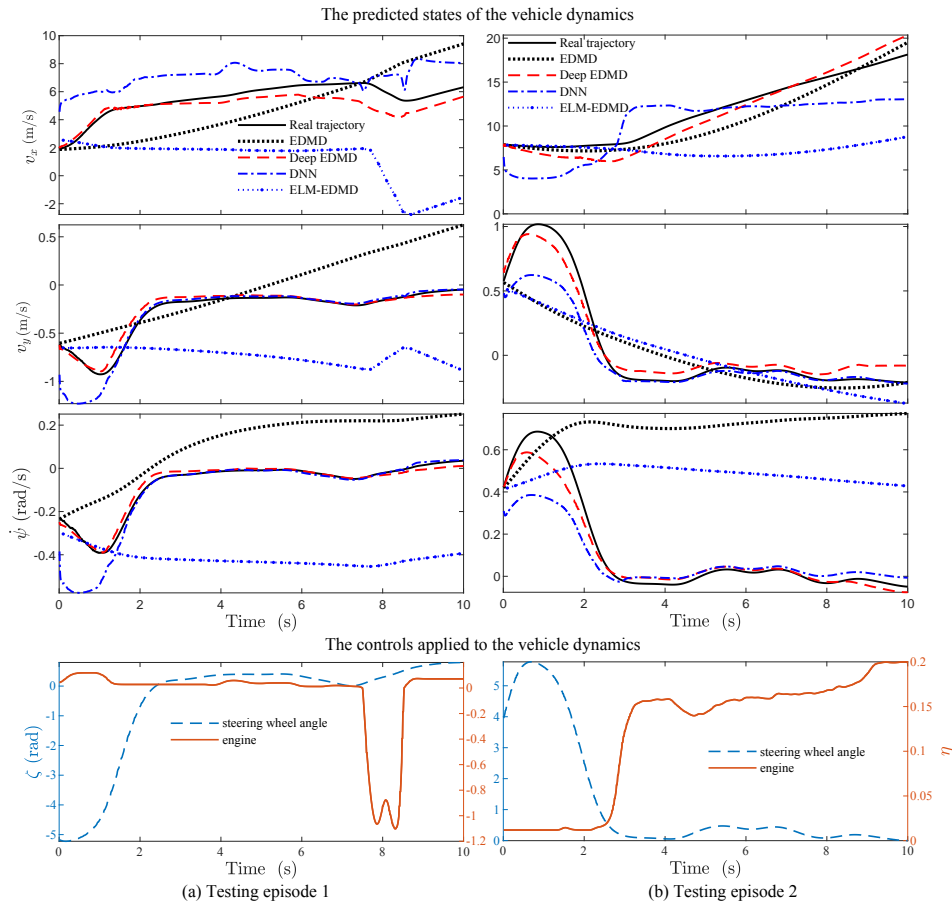 The predicted states of the vehicle dynamics
10
8
6
4
2
0
-2
v_x (m/s)
Real trajectory
EDMD
Deep EDMD
DNN
ELM-EDMD
20
15
10
5
0
Real trajectory
EDMD
Deep EDMD
DNN
ELM-EDMD
0.5
0
-0.5
-1
v_y (m/s)
1
0.5
0
0.2
0
-0.2
-0.4
ψ̇ (rad/s)
0 2 4 6 8 10
Time (s)
0.6
0.4
0.2
0
0 2 4 6 8 10
Time (s)
The controls applied to the vehicle dynamics
0
-1
-2
-3
-4
-5
ζ (rad)
steering wheel angle
engine
0
-0.2
-0.4
-0.6
-0.8
-1
-1.2
0 2 4 6 8 10
Time (s)
5
4
3
2
1
0
steering wheel angle
engine
0.2
0.15
0.1
0.05
0
η
0 2 4 6 8 10
Time (s)
(a) Testing episode 1
(b) Testing episode 2